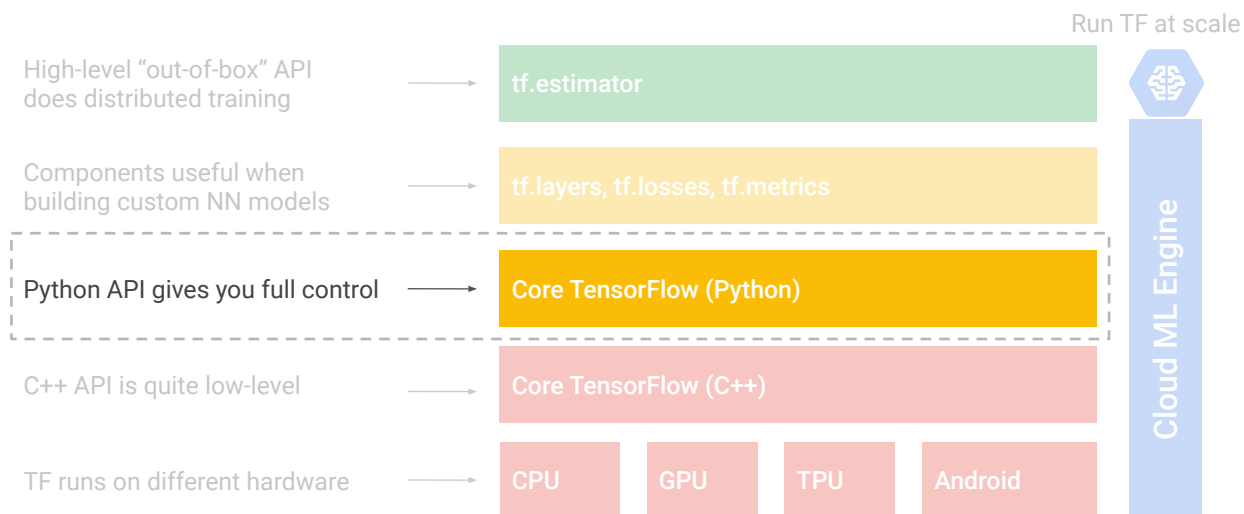 Run TF at scale
High-level “out-of-box” API
does distributed training
tf.estimator
Components useful when
building custom NN models
tf.layers, tf.losses, tf.metrics
Python API gives you full control
Core TensorFlow (Python)
C++ API is quite low-level
Core TensorFlow (C++)
TF runs on different hardware
CPU
GPU
TPU
Android
Cloud ML Engine